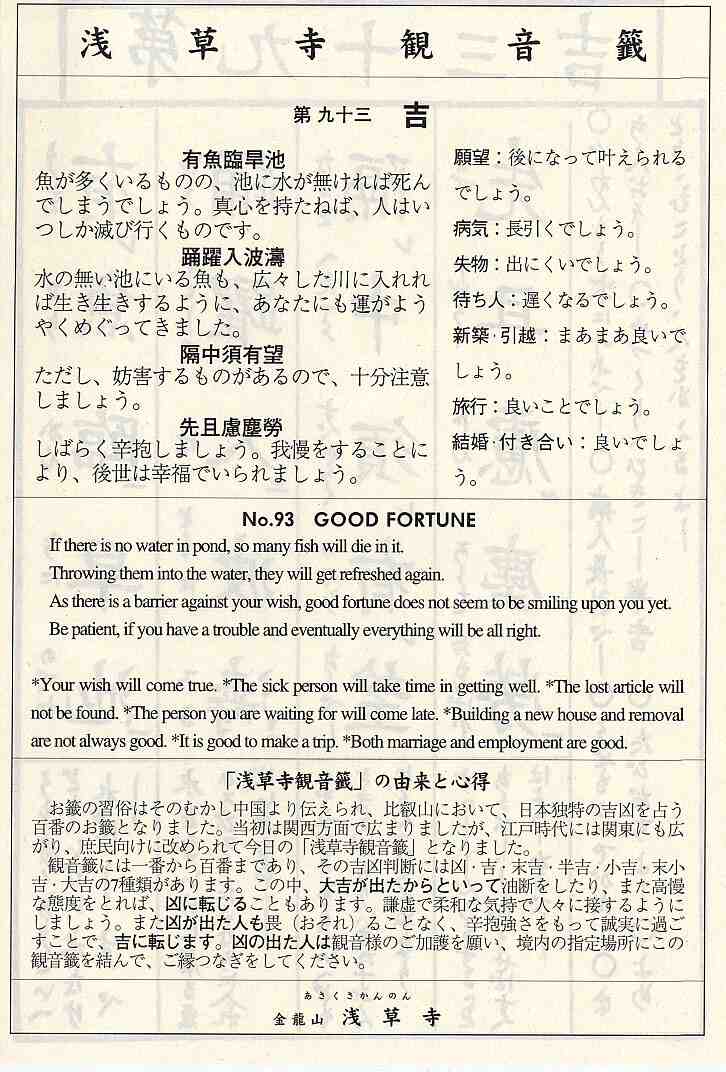 浅草寺観音籤
第九十三 吉
有魚臨旱池
魚が多くいるものの、池に水が無ければ死ん
でしまうでしょう。真心を持たねば、人はい
つしか滅び行くものです。
踊躍入波濤
水の無い池にいる魚も、広々した川に入れれ
ば生き生きするように、あなたにも運がよう
やくめぐってきました。
隔中須有望
ただし、妨害するものがあるので、十分注意
しましょう。
先且慮塵勞
しばらく辛抱しましょう。我慢をすることに
より、後世は幸福でいられましょう。
願望：後になって叶えられる
でしょう。
病気：長引くでしょう。
失物：出にくいでしょう。
待ち人：遅くなるでしょう。
新築・引越：まあまあ良いで
しょう。
旅行：良いことでしょう。
結婚・付き合い：良いでしょ
う。
No.93 GOOD FORTUNE
If there is no water in pond, so many fish will die in it.
Throwing them into the water, they will get refreshed again.
As there is a barrier against your wish, good fortune does not seem to be smiling upon you yet.
Be patient, if you have a trouble and eventually everything will be all right.
*Your wish will come true. *The sick person will take time in getting well. *The lost article will
not be found. *The person you are waiting for will come late. *Building a new house and removal
are not always good. *It is good to make a trip. *Both marriage and employment are good.
「浅草寺観音籤」の由来と心得
お籤の習俗はそのむかし中国より伝えられ、比叡山において、日本独特の吉凶を占う
百番のお籤となりました。当初は関西方面で広まりましたが、江戸時代には関東にも広
がり、庶民向けに改められて今日の「浅草寺観音籤」となりました。
観音籤には一番から百番まであり、その吉凶判断には凶・吉・末吉・半吉・小吉・末小
吉・大吉の7種類があります。この中、大吉が出たからといって油断をしたり、また高慢
な態度をとれば、凶に転じることもあります。謙虚で柔和な気持で人々に接するように
しましょう。また凶が出た人も畏（おそれ）ることなく、辛抱強さをもって誠実に過ご
すことで、吉に転じます。凶の出た人は観音様のご加護を願い、境内の指定場所にこの
観音籤を結んで、ご縁つなぎをしてください。
あさくさかんのん
金龍山 浅草寺